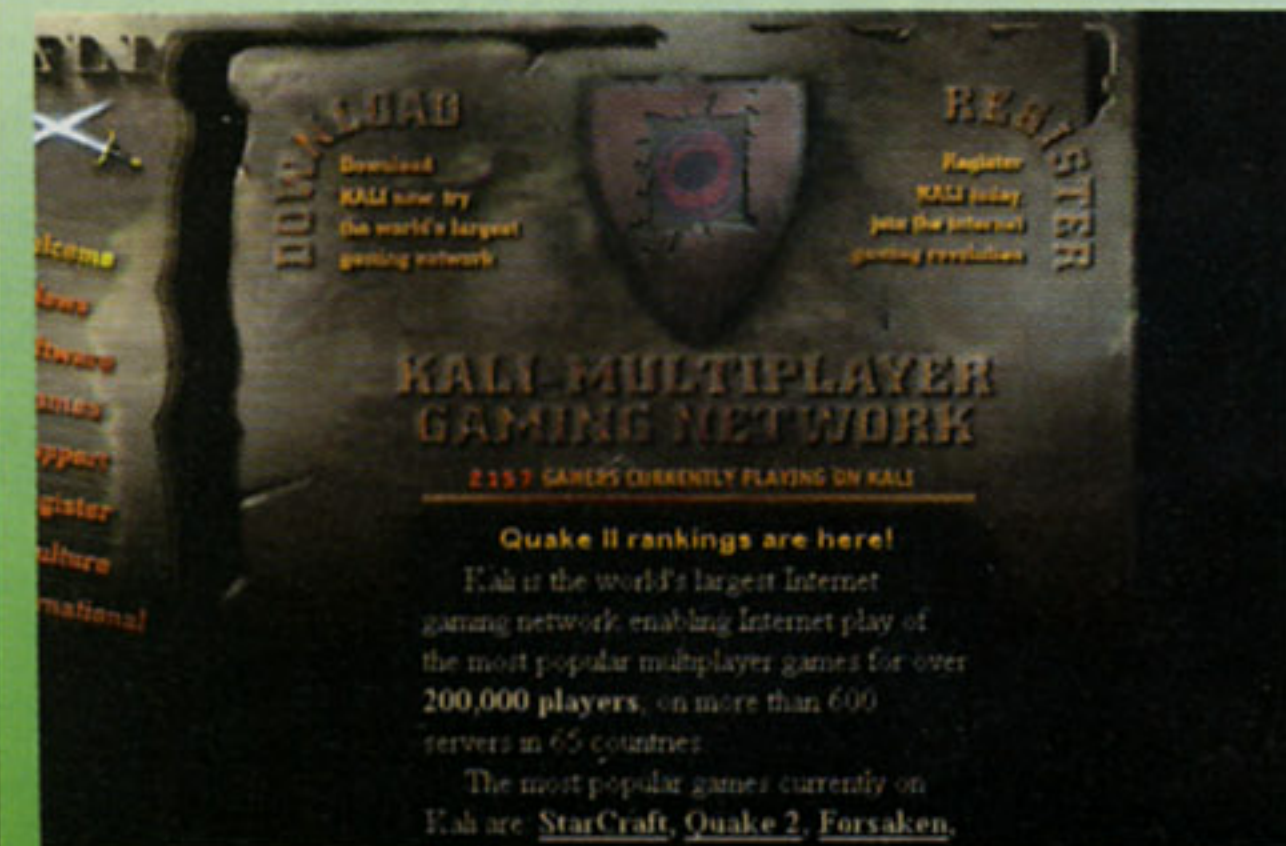 DOWNLOAD
Download
KALI now try
the world's largest
gaming network
REGISTER
Register
KALI today
join the internet
gaming revolution
elcome
iews
ftware
ames
pport
gister
ulture
rnational
KALI-MULTIPLAYER
GAMING NETWORK
2157 GAMERS CURRENTLY PLAYING ON KALI
Quake II rankings are here!
Kali is the world's largest Internet
gaming network enabling Internet play of
the most popular multiplayer games for over
200,000 players, on more than 600
servers in 65 countries
The most popular games currently on
Kali are: StarCraft, Quake 2, Forsaken,